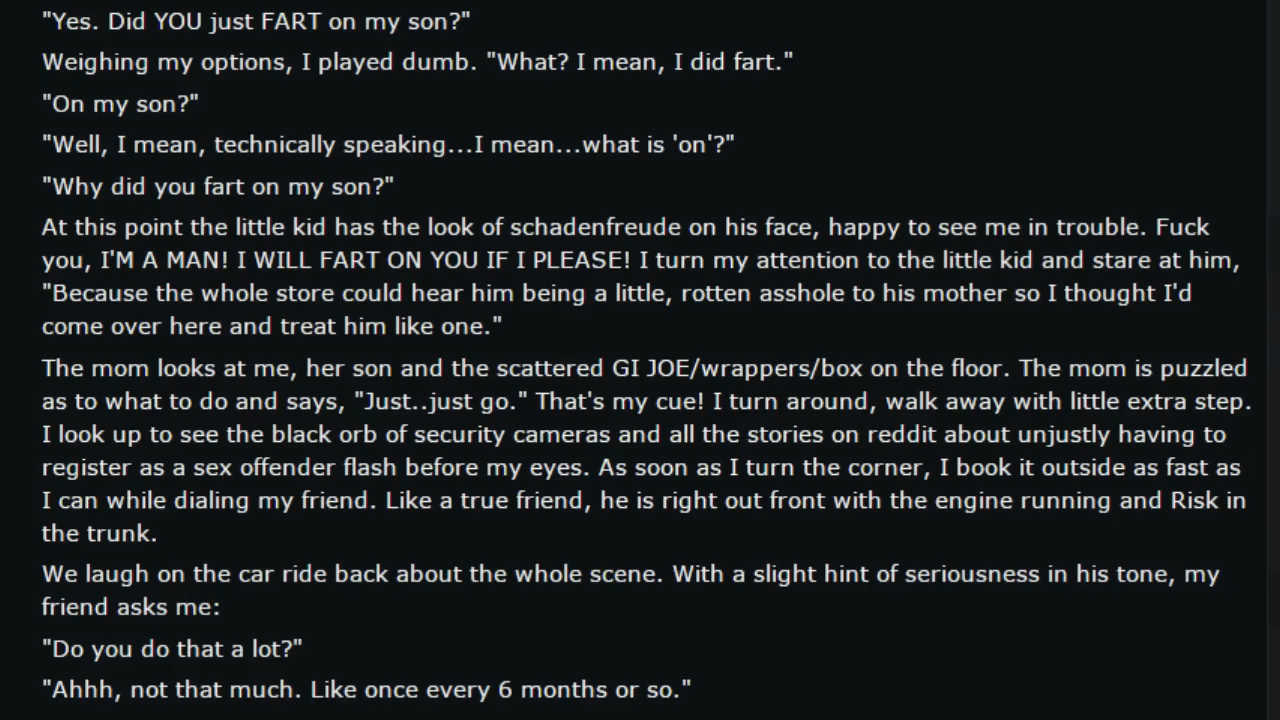 "Yes. Did YOU just FART on my son?"
Weighing my options, I played dumb. "What? I mean, I did fart."
"On my son?"
"Well, I mean, technically speaking...I mean...what is 'on'?"
"Why did you fart on my son?"
At this point the little kid has the look of schadenfreude on his face, happy to see me in trouble. Fuck
you, I'M A MAN! I WILL FART ON YOU IF I PLEASE! I turn my attention to the little kid and stare at him,
"Because the whole store could hear him being a little, rotten asshole to his mother so I thought I'd
come over here and treat him like one."
The mom looks at me, her son and the scattered GI JOE/wrappers/box on the floor. The mom is puzzled
as to what to do and says, "Just..just go." That's my cue! I turn around, walk away with little extra step.
I look up to see the black orb of security cameras and all the stories on reddit about unjustly having to
register as a sex offender flash before my eyes. As soon as I turn the corner, I book it outside as fast as
I can while dialing my friend. Like a true friend, he is right out front with the engine running and Risk in
the trunk.
We laugh on the car ride back about the whole scene. With a slight hint of seriousness in his tone, my
friend asks me:
"Do you do that a lot?"
"Ahhh, not that much. Like once every 6 months or so."